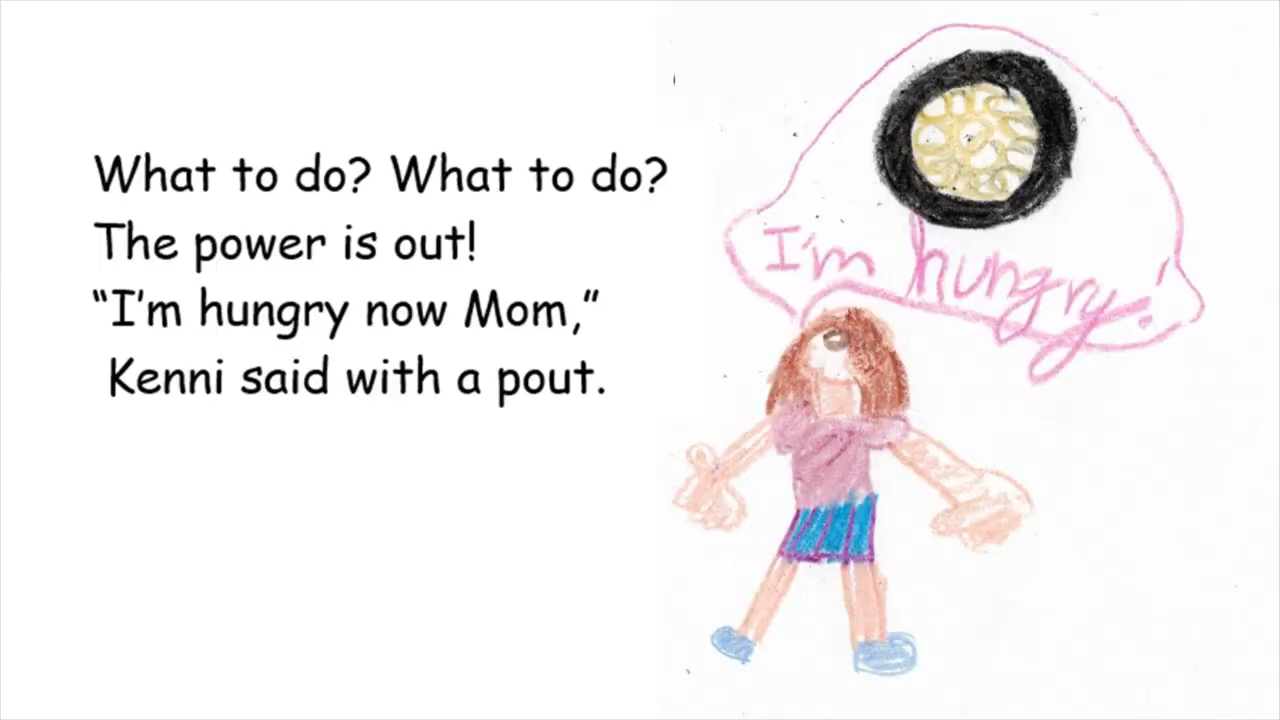 What to do? What to do?
The power is out!
“I’m hungry now Mom,”
Kenni said with a pout.
I'm hungry!